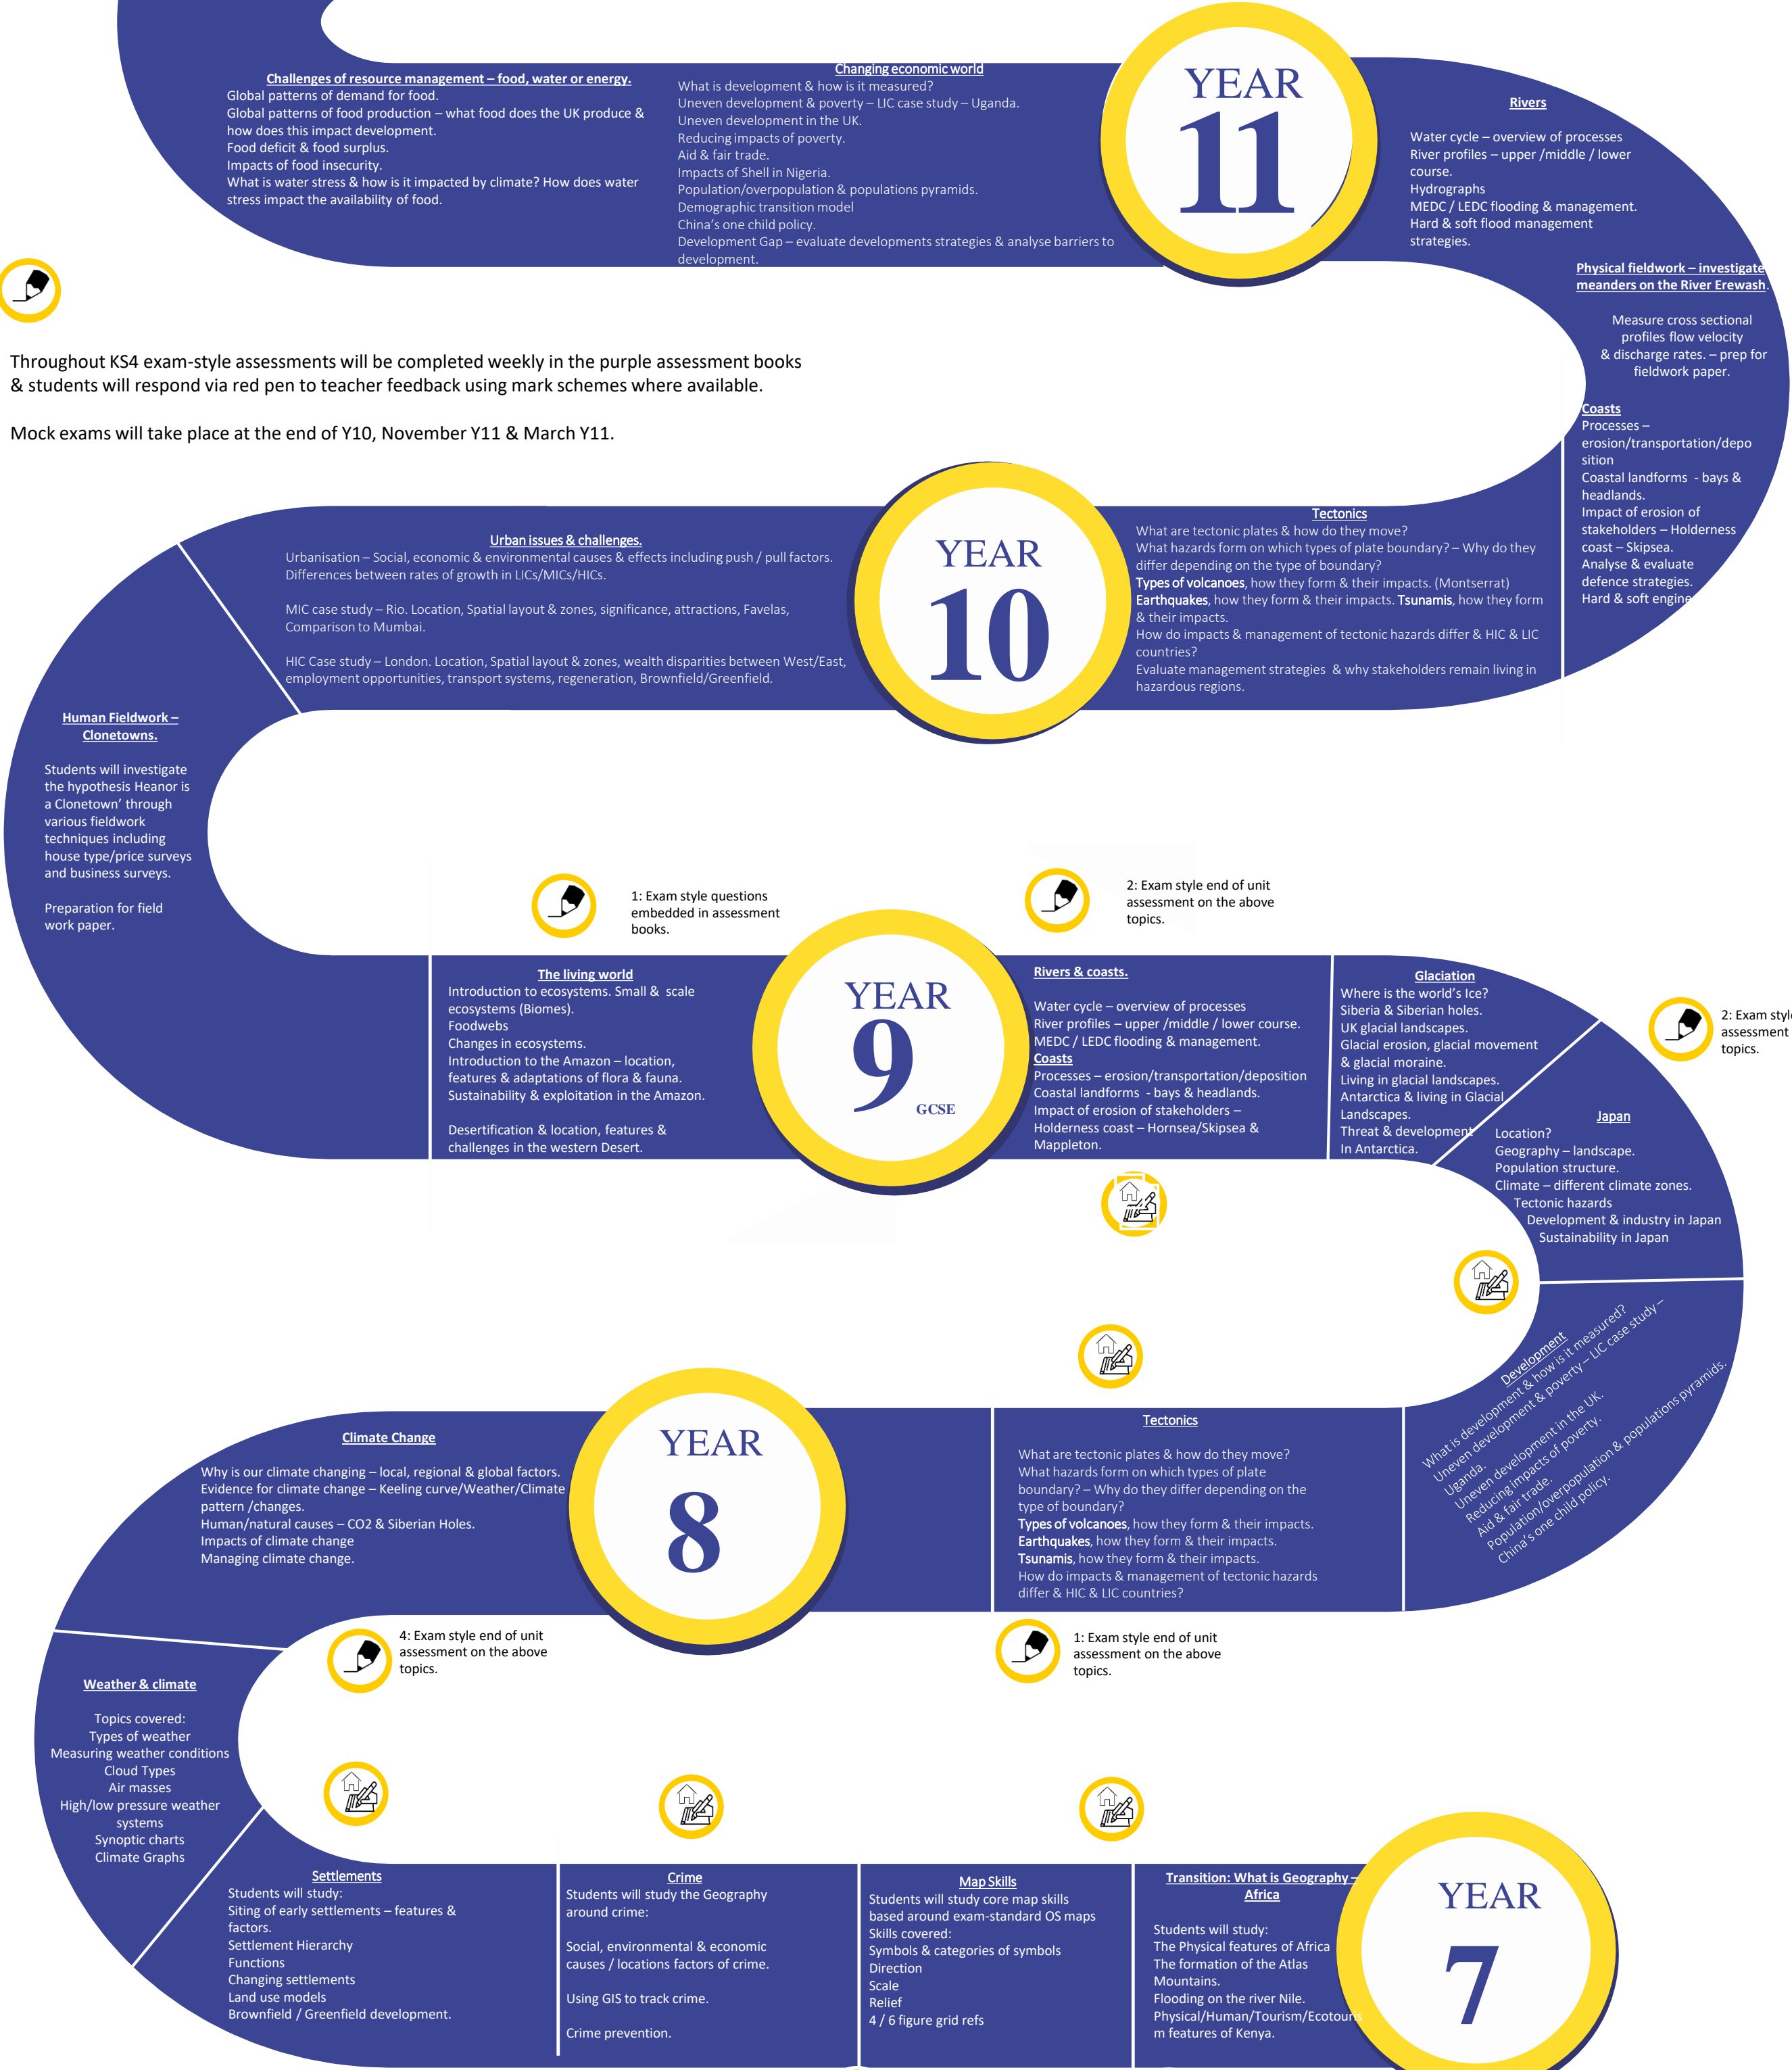 Challenges of resource management – food, water or energy.
Global patterns of demand for food.
Global patterns of food production – what food does the UK produce &
how does this impact development.
Food deficit & food surplus.
Impacts of food insecurity.
What is water stress & how is it impacted by climate? How does water
stress impact the availability of food.
Changing economic world
What is development & how is it measured?
Uneven development & poverty – LIC case study – Uganda.
Uneven development in the UK.
Reducing impacts of poverty.
Aid & fair trade.
Impacts of Shell in Nigeria.
Population/overpopulation & populations pyramids.
Demographic transition model
China's one child policy.
Development Gap – evaluate developments strategies & analyse barriers to
development.
YEAR
11
Rivers
Water cycle – overview of processes
River profiles – upper /middle / lower
course.
Hydrographs
MEDC / LEDC flooding & management.
Hard & soft flood management
strategies.
Physical fieldwork – investigate
meanders on the River Erewash.
Measure cross sectional
profiles flow velocity
& discharge rates. – prep for
fieldwork paper.
Coasts
Processes –
erosion/transportation/depo
sition
Coastal landforms - bays &
headlands.
Impact of erosion of
stakeholders – Holderness
coast – Skipsea.
Analyse & evaluate
defence strategies.
Hard & soft engine
Throughout KS4 exam-style assessments will be completed weekly in the purple assessment books
& students will respond via red pen to teacher feedback using mark schemes where available.
Mock exams will take place at the end of Y10, November Y11 & March Y11.
Urban issues & challenges.
Urbanisation – Social, economic & environmental causes & effects including push / pull factors.
Differences between rates of growth in LICs/MICs/HICs.
MIC case study – Rio. Location, Spatial layout & zones, significance, attractions, Favelas,
Comparison to Mumbai.
HIC Case study – London. Location, Spatial layout & zones, wealth disparities between West/East,
employment opportunities, transport systems, regeneration, Brownfield/Greenfield.
YEAR
10
Tectonics
What are tectonic plates & how do they move?
What hazards form on which types of plate boundary? – Why do they
differ depending on the type of boundary?
Types of volcanoes, how they form & their impacts. (Montserrat)
Earthquakes, how they form & their impacts. Tsunamis, how they form
& their impacts.
How do impacts & management of tectonic hazards differ & HIC & LIC
countries?
Evaluate management strategies & why stakeholders remain living in
hazardous regions.
Human Fieldwork –
Clonetowns.
Students will investigate
the hypothesis Heanor is
a Clonetown' through
various fieldwork
techniques including
house type/price surveys
and business surveys.
Preparation for field
work paper.
1: Exam style questions
embedded in assessment
books.
2: Exam style end of unit
assessment on the above
topics.
The living world
Introduction to ecosystems. Small & scale
ecosystems (Biomes).
Foodwebs
Changes in ecosystems.
Introduction to the Amazon – location,
features & adaptations of flora & fauna.
Sustainability & exploitation in the Amazon.
Desertification & location, features &
challenges in the western Desert.
YEAR
9
GCSE
Rivers & coasts.
Water cycle – overview of processes
River profiles – upper /middle / lower course.
MEDC / LEDC flooding & management.
Coasts
Processes – erosion/transportation/deposition
Coastal landforms - bays & headlands.
Impact of erosion of stakeholders –
Holderness coast – Hornsea/Skipsea &
Mappleton.
Glaciation
Where is the world's Ice?
Siberia & Siberian holes.
UK glacial landscapes.
Glacial erosion, glacial movement
& glacial moraine.
Living in glacial landscapes.
Antarctica & living in Glacial
Landscapes.
Threat & development
In Antarctica.
2: Exam style
assessment
topics.
Japan
Location?
Geography – landscape.
Population structure.
Climate – different climate zones.
Tectonic hazards
Development & industry in Japan
Sustainability in Japan
Development
What is development & how is it measured?
Uneven development & poverty – LIC case study –
Uganda.
Uneven development in the UK.
Reducing impacts of poverty.
Aid & fair trade.
Population/overpopulation & populations pyramids.
China's one child policy.
Climate Change
Why is our climate changing – local, regional & global factors.
Evidence for climate change – Keeling curve/Weather/Climate
pattern /changes.
Human/natural causes – CO2 & Siberian Holes.
Impacts of climate change
Managing climate change.
YEAR
8
Tectonics
What are tectonic plates & how do they move?
What hazards form on which types of plate
boundary? – Why do they differ depending on the
type of boundary?
Types of volcanoes, how they form & their impacts.
Earthquakes, how they form & their impacts.
Tsunamis, how they form & their impacts.
How do impacts & management of tectonic hazards
differ & HIC & LIC countries?
4: Exam style end of unit
assessment on the above
topics.
1: Exam style end of unit
assessment on the above
topics.
Weather & climate
Topics covered:
Types of weather
Measuring weather conditions
Cloud Types
Air masses
High/low pressure weather
systems
Synoptic charts
Climate Graphs
Settlements
Students will study:
Siting of early settlements – features &
factors.
Settlement Hierarchy
Functions
Changing settlements
Land use models
Brownfield / Greenfield development.
Crime
Students will study the Geography
around crime:
Social, environmental & economic
causes / locations factors of crime.
Using GIS to track crime.
Crime prevention.
Map Skills
Students will study core map skills
based around exam-standard OS maps
Skills covered:
Symbols & categories of symbols
Direction
Scale
Relief
4 / 6 figure grid refs
Transition: What is Geography –
Africa
Students will study:
The Physical features of Africa
The formation of the Atlas
Mountains.
Flooding on the river Nile.
Physical/Human/Tourism/Ecotouris
m features of Kenya.
YEAR
7